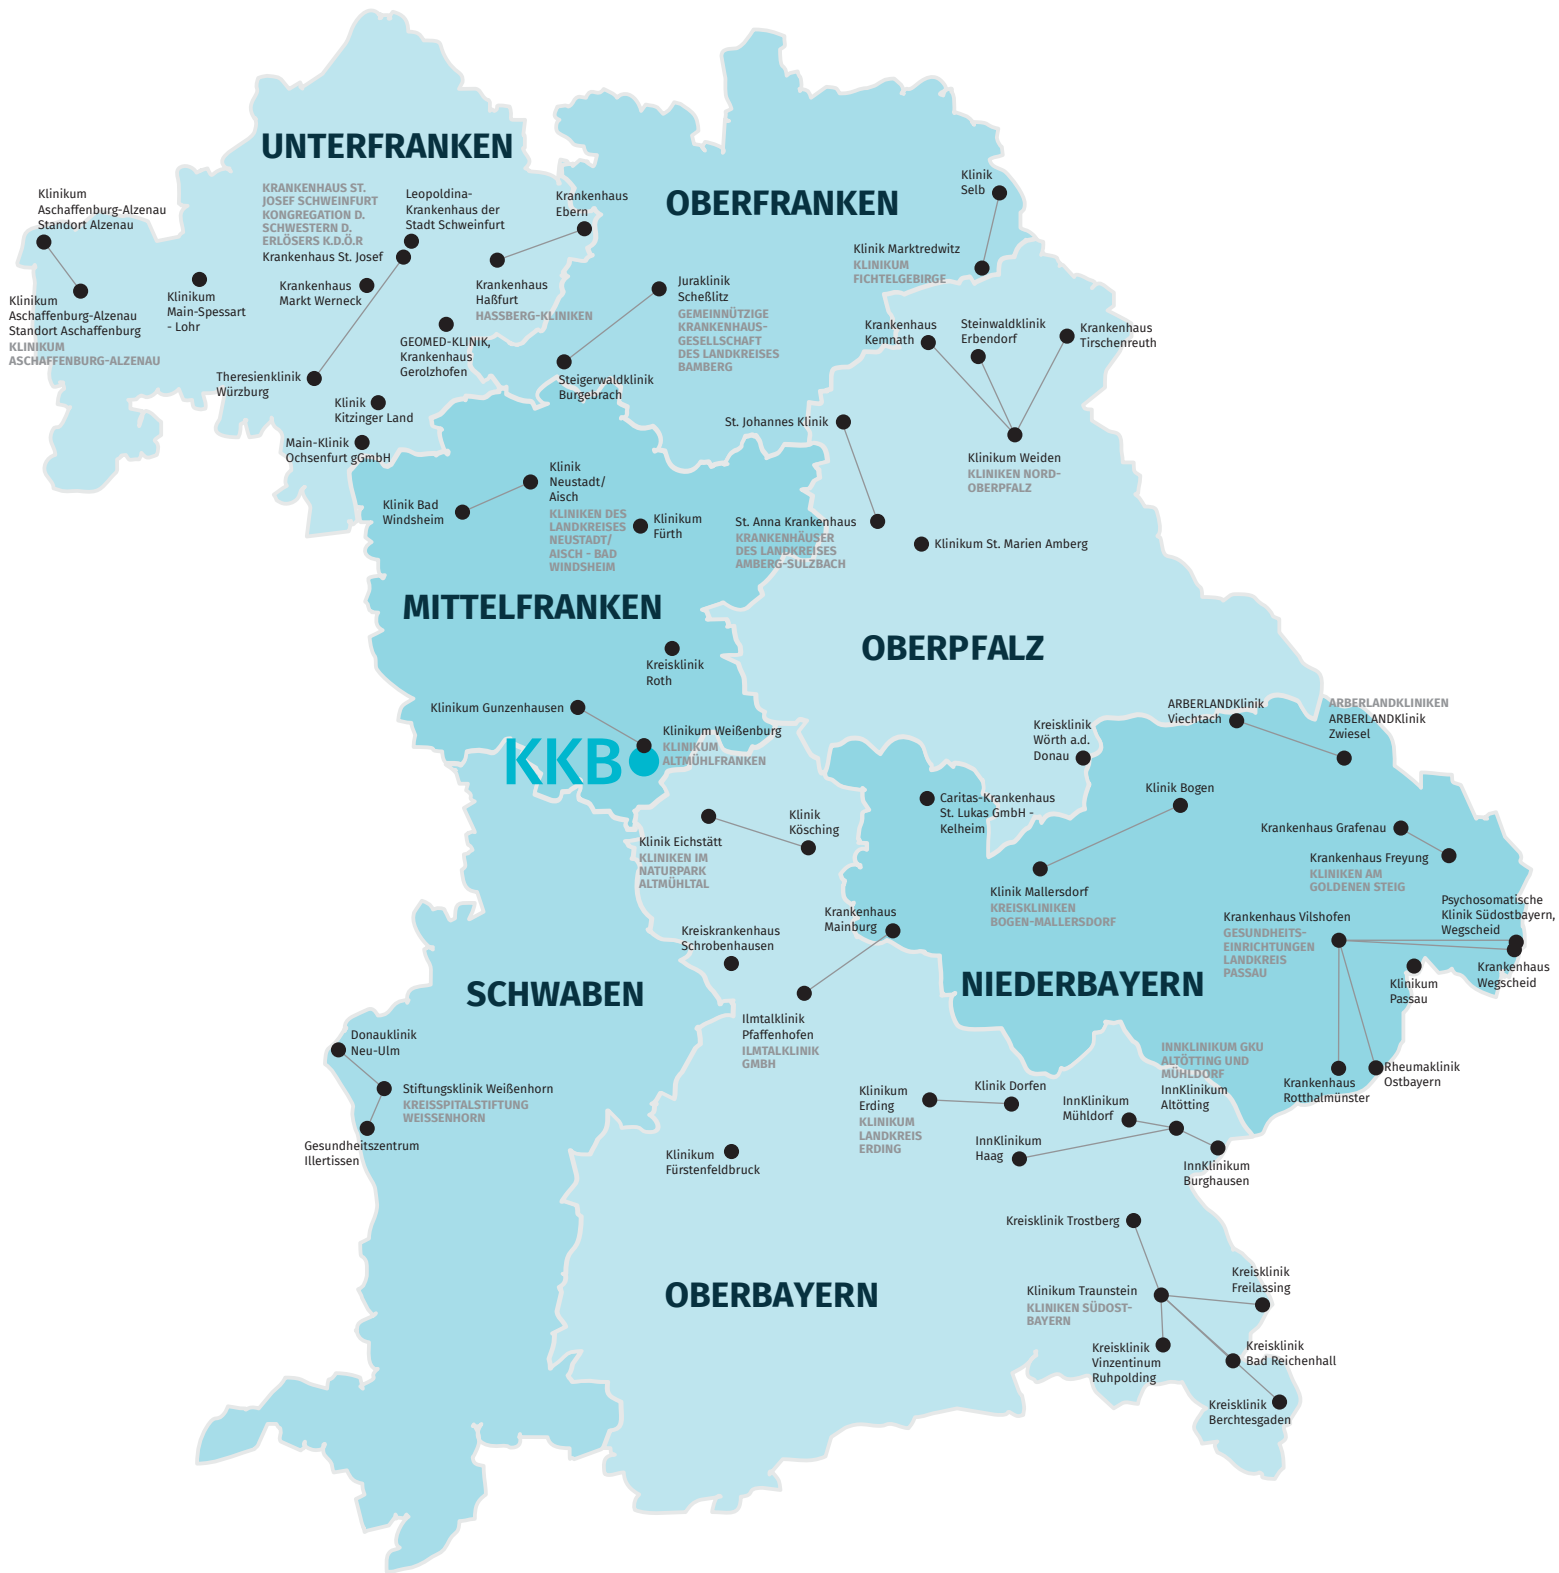 UNTERFRANKEN
Klinikum
Aschaffenburg-Alzenau
Standort Alzenau
Klinikum
Aschaffenburg-Alzenau
Standort Aschaffenburg
KLINIKUM
ASCHAFFENBURG-ALZENAU
Klinikum
Main-Spessart
- Lohr
KRANKENHAUS ST.
JOSEF SCHWEINFURT
KONGREGATION D.
SCHWESTERN D.
ERLÖSERS K.D.Ö.R
Krankenhaus St. Josef
Leopoldina-
Krankenhaus der
Stadt Schweinfurt
Krankenhaus
Markt Werneck
Krankenhaus
Ebern
Krankenhaus
Haßfurt
HASSBERG-KLINIKEN
GEOMED-KLINIK,
Krankenhaus
Gerolzhofen
Theresienklinik
Würzburg
Klinik
Kitzinger Land
Main-Klinik
Ochsenfurt gGmbH
OBERFRANKEN
Klinik
Selb
Klinik Marktredwitz
KLINIKUM
FICHTELGEBIRGE
Juraklinik
Scheßlitz
GEMEINNÜTZIGE
KRANKENHAUS-
GESELLSCHAFT
DES LANDKREISES
BAMBERG
Steigerwaldklinik
Burgebrach
Krankenhaus
Kemnath
Steinwaldklinik
Erbendorf
Krankenhaus
Tirschenreuth
Klinikum Weiden
KLINIKEN NORD-
OBERPFALZ
St. Johannes Klinik
St. Anna Krankenhaus
KRANKENHÄUSER
DES LANDKREISES
AMBERG-SULZBACH
Klinikum St. Marien Amberg
OBERPFALZ
Kreisklinik
Wörth a.d.
Donau
Klinik
Neustadt/
Aisch
KLINIKEN DES
LANDKREISES
NEUSTADT/
AISCH - BAD
WINDSHEIM
Klinik Bad
Windsheim
Klinikum
Fürth
MITTELFRANKEN
Kreisklinik
Roth
Klinikum Gunzenhausen
Klinikum Weißenburg
KLINIKUM
ALTMÜHLFRANKEN
KKB
ARBERLANDKlinik
Viechtach
ARBERLANDKLINIKEN
ARBERLANDKlinik
Zwiesel
Klinik Bogen
Caritas-Krankenhaus
St. Lukas GmbH -
Kelheim
Klinik Mallersdorf
KREISKLINIKEN
BOGEN-MALLERSDORF
Krankenhaus Grafenau
Krankenhaus Freyung
KLINIKEN AM
GOLDENEN STEIG
Krankenhaus Vilshofen
GESUNDHEITS-
EINRICHTUNGEN
LANDKREIS
PASSAU
Psychosomatische
Klinik Südostbayern,
Wegscheid
Krankenhaus
Wegscheid
Klinikum
Passau
NIEDERBAYERN
Krankenhaus
Rotthalmünster
Rheumaklinik
Ostbayern
Klinik Eichstätt
KLINIKEN IM
NATURPARK
ALTMÜHLTAL
Klinik
Kösching
Krankenhaus
Mainburg
Kreiskrankenhaus
Schrobenhausen
Ilmtalklinik
Pfaffenhofen
ILMTALKLINIK
GMBH
SCHWABEN
Donauklinik
Neu-Ulm
Stiftungsklinik Weißenhorn
KREISSPITALSTIFTUNG
WEISSENHORN
Gesundheitszentrum
Illertissen
Klinikum
Erding
KLINIKUM
LANDKREIS
ERDING
Klinik Dorfen
INNKLINIKUM GKU
ALTÖTTING UND
MÜHLDORF
InnKlinikum
Altötting
InnKlinikum
Mühldorf
InnKlinikum
Haag
InnKlinikum
Burghausen
Klinikum
Fürstenfeldbruck
OBERBAYERN
Kreisklinik Trostberg
Klinikum Traunstein
KLINIKEN SÜDOST-
BAYERN
Kreisklinik
Freilassing
Kreisklinik
Vinzentinum
Ruhpolding
Kreisklinik
Bad Reichenhall
Kreisklinik
Berchtesgaden